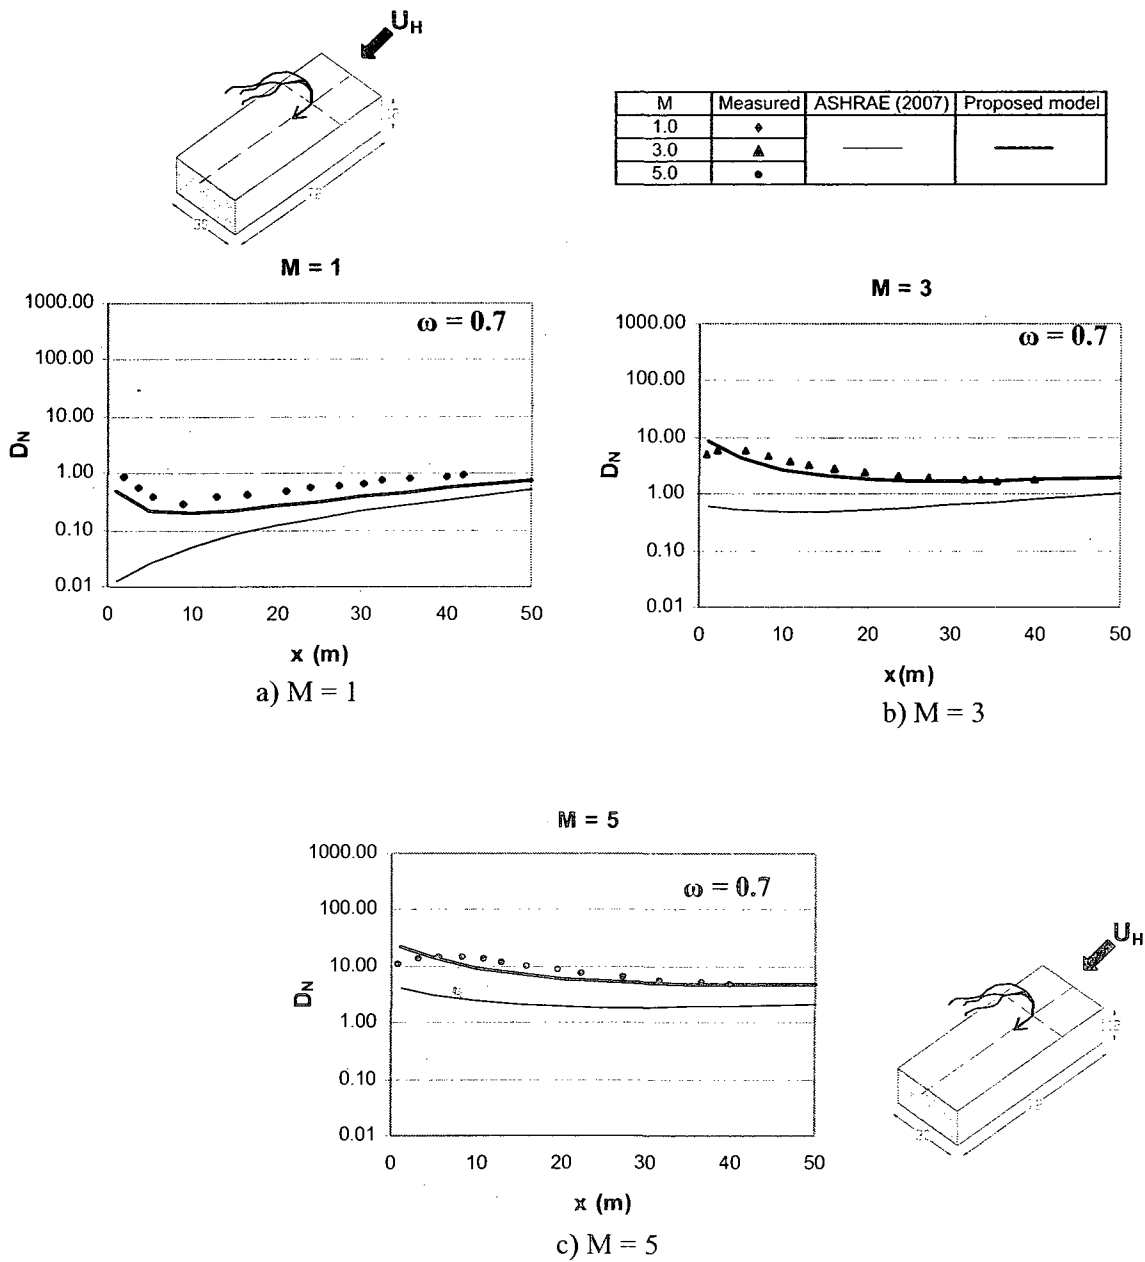 U_H
M Measured ASHRAE (2007) Proposed model
1.0
3.0
5.0
M = 1
ω = 0.7
1000.00
100.00
10.00
1.00
0.10
0.01
D_N
0 10 20 30 40 50
x (m)
a) M = 1
M = 3
ω = 0.7
1000.00
100.00
10.00
1.00
0.10
0.01
D_N
0 10 20 30 40 50
x(m)
b) M = 3
M = 5
ω = 0.7
1000.00
100.00
10.00
1.00
0.10
0.01
D_N
0 10 20 30 40 50
x (m)
c) M = 5
U_H